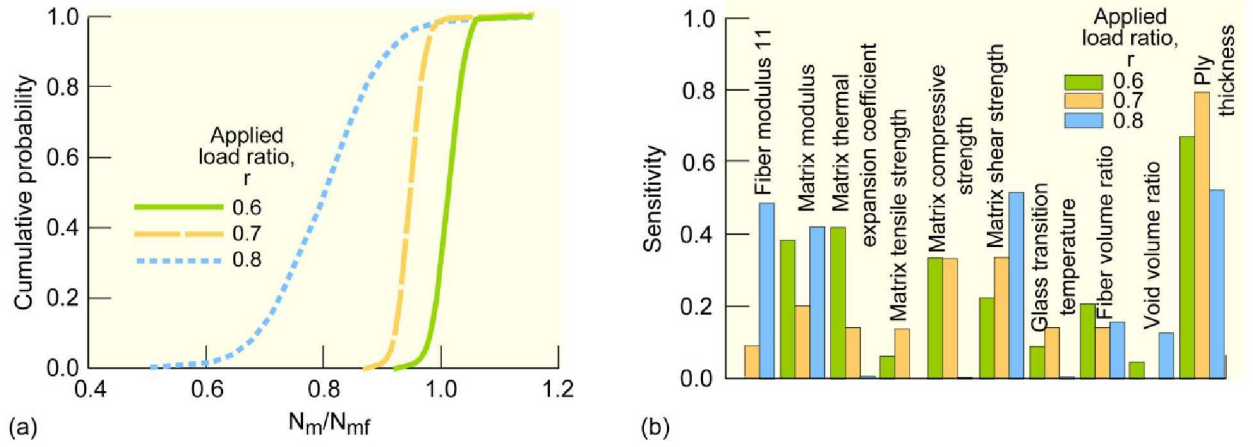 1.0
0.8
0.6
0.4
0.2
0.0
Cumulative probability
Applied
load ratio,
r
0.6
0.7
0.8
0.4
0.6
0.8
1.0
1.2
Nm/Nmf
(a)
1.0
0.8
0.6
0.4
0.2
0.0
Sensitivity
Fiber modulus 11
Matrix modulus
Matrix thermal
expansion coefficient
Matrix tensile strength
Matrix compressive
strength
Matrix shear strength
Glass transition
temperature
Fiber volume ratio
Void volume ratio
Ply
thickness
Applied
load ratio,
r
0.6
0.7
0.8
(b)